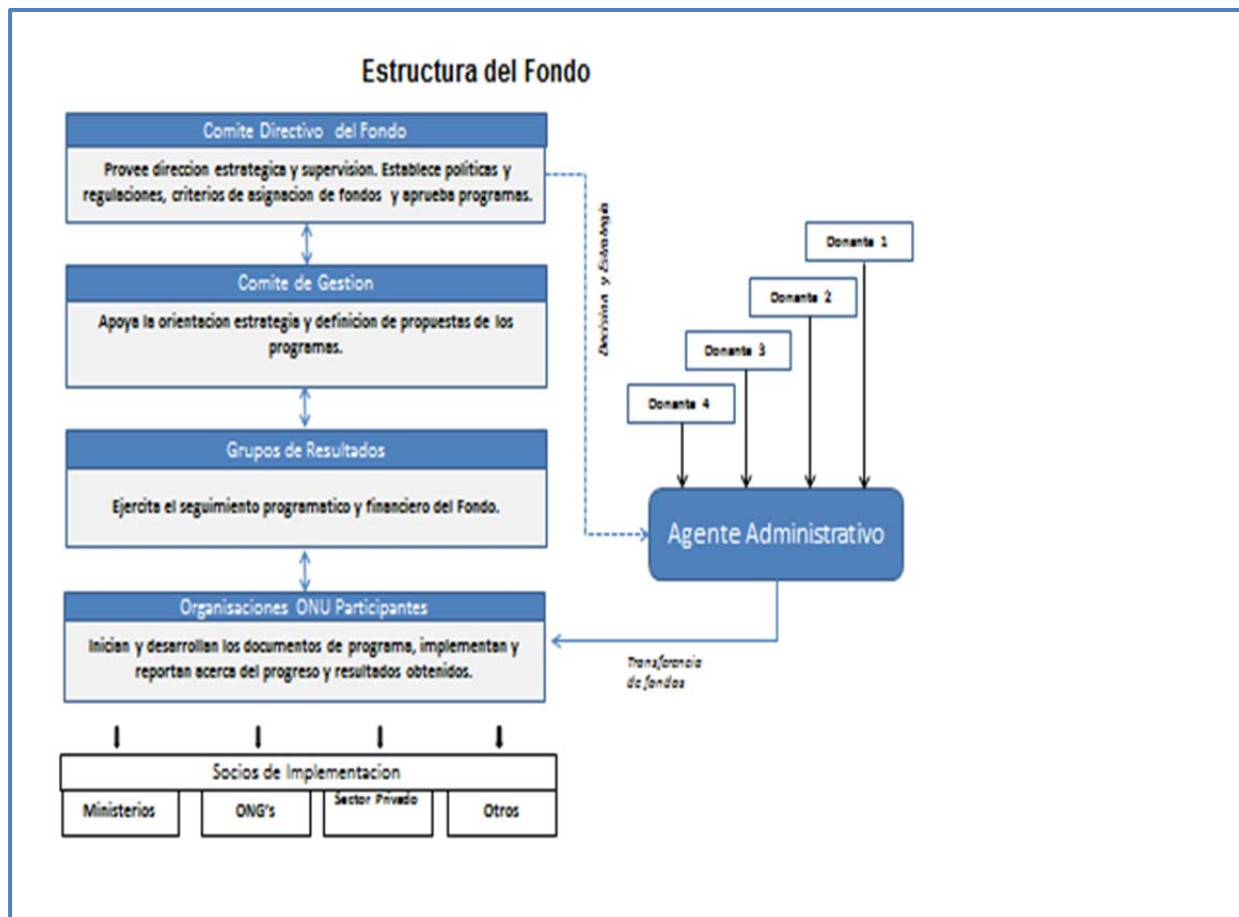 Estructura del Fondo
Comite Directivo del Fondo
Provee direccion estrategica y supervision. Establece políticas y
regulaciones, criterios de asignacion de fondos y aprueba programas.
Comite de Gestion
Apoya la orientacion estrategia y definicion de propuestas de los
programas.
Grupos de Resultados
Ejercita el seguimiento programatico y financiero del Fondo.
Organisaciones ONU Participantes
Inician y desarrollan los documentos de programa, implementan y
reportan acerca del progreso y resultados obtenidos.
Socios de Implementacion
Ministerios
ONG's
Sector Privado
Otros
Decision y Estrategia
Donante 1
Donante 2
Donante 3
Donante 4
Agente Administrativo
Transferencia
de fondos